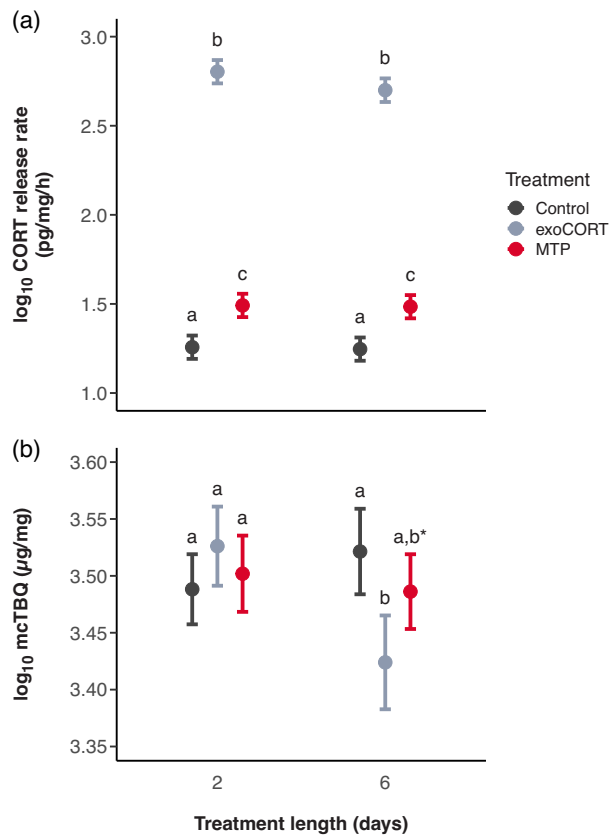 (a)
log10 CORT release rate
(pg/mg/h)
3.0
2.5
2.0
1.5
1.0
b
b
c
c
a
a
Treatment
Control
exoCORT
MTP
(b)
log10 mcTBQ (µg/mg)
3.60
3.55
3.50
3.45
3.40
3.35
a
a
a
a
a,b*
b
2
6
Treatment length (days)